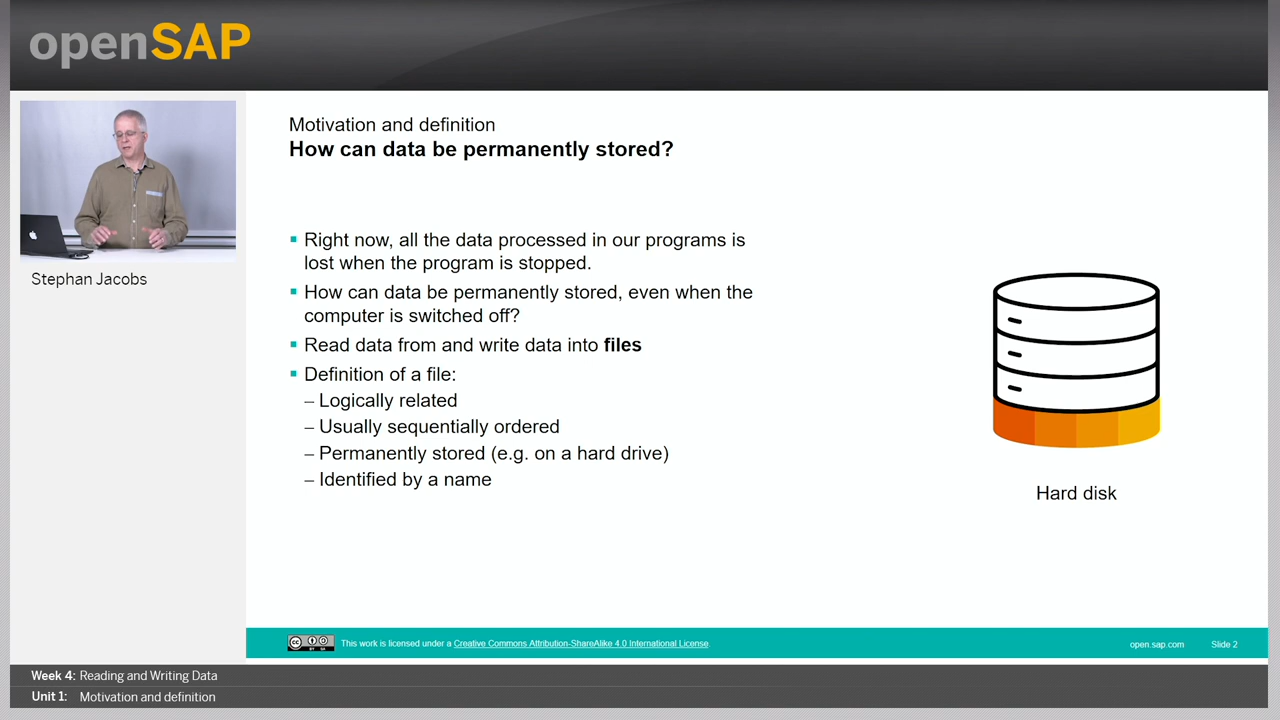 openSAP
Stephan Jacobs
Motivation and definition
How can data be permanently stored?
Right now, all the data processed in our programs is
lost when the program is stopped.
How can data be permanently stored, even when the
computer is switched off?
Read data from and write data into files
Definition of a file:
– Logically related
– Usually sequentially ordered
– Permanently stored (e.g. on a hard drive)
– Identified by a name
Hard disk
cc BY SA This work is licensed under a Creative Commons Attribution-ShareAlike 4.0 International License.
open.sap.com Slide 2
Week 4: Reading and Writing Data
Unit 1: Motivation and definition